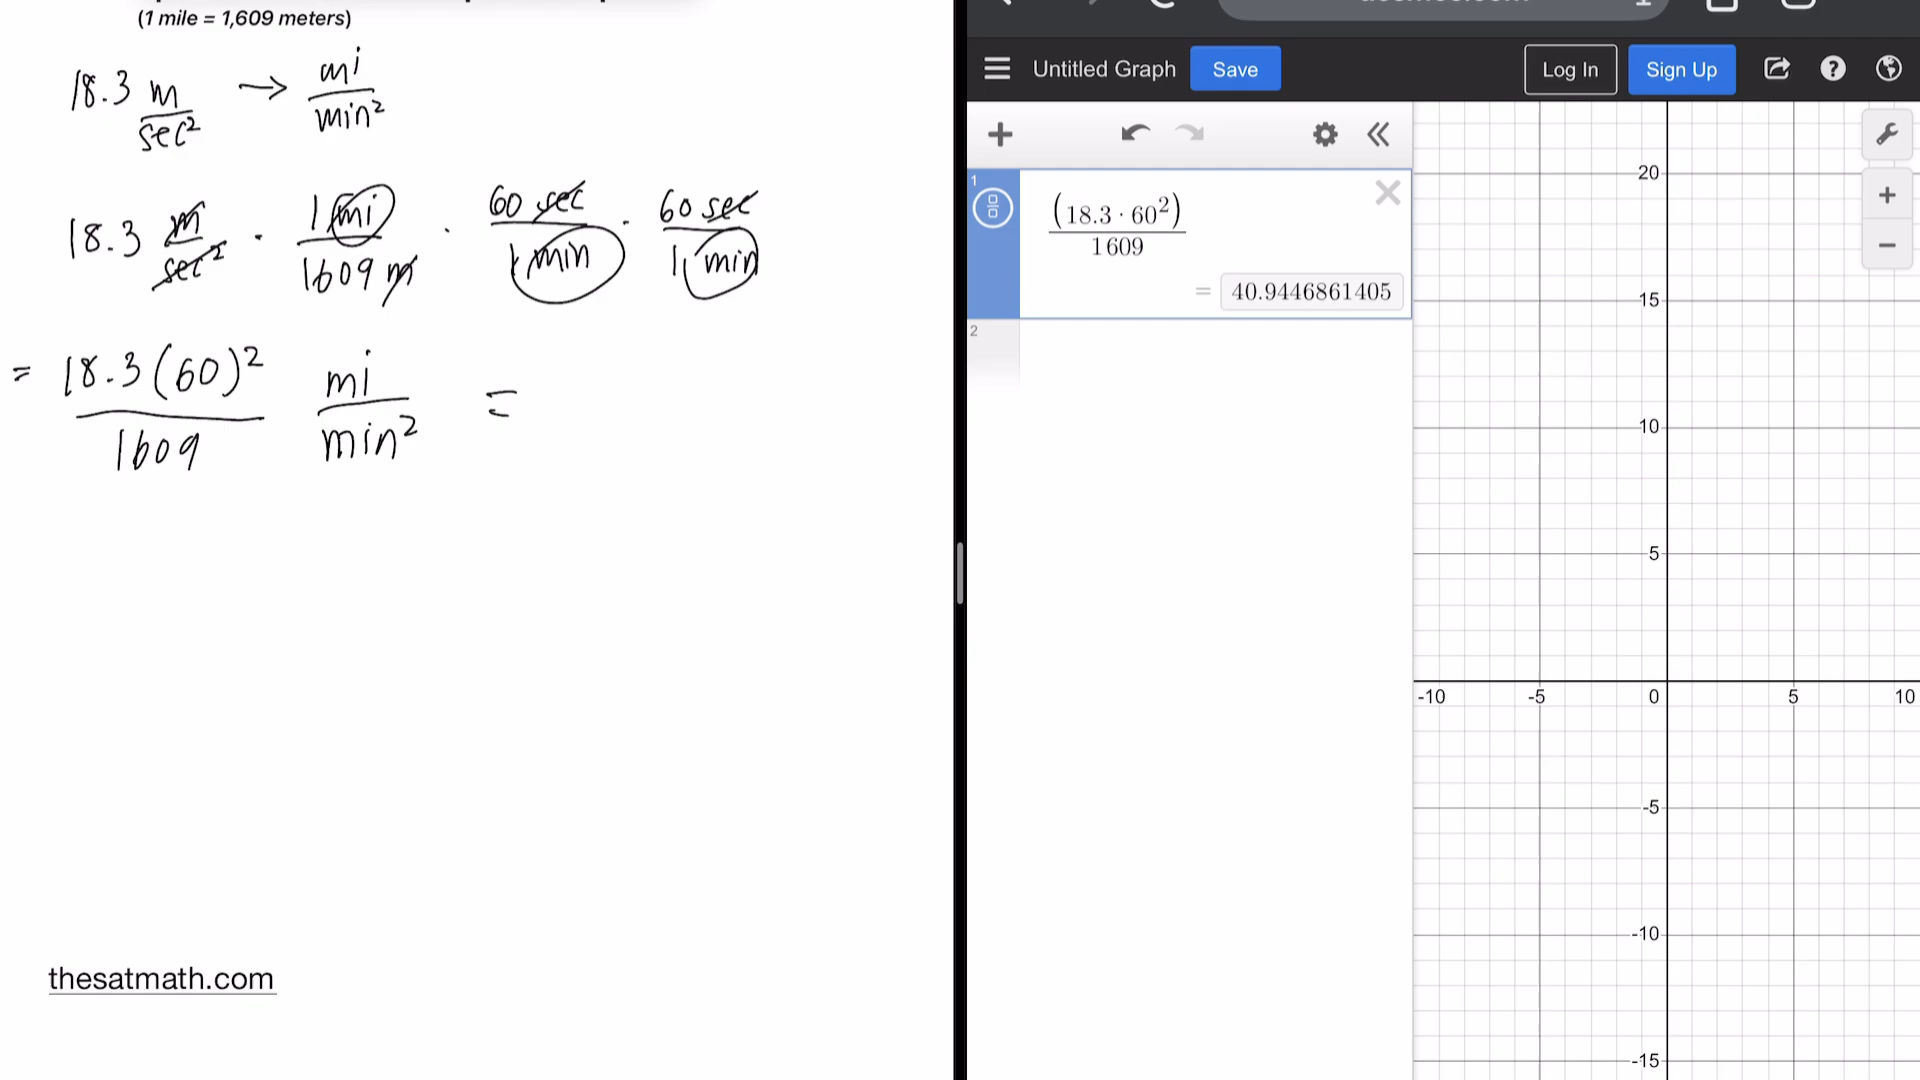 (1 mile = 1,609 meters)
18.3 m/sec² → mi/min²
18.3 m/sec² · 1 mi/1609 m · 60 sec/1 min · 60 sec/1 min
= 18.3(60)²/1609 mi/min² =
thesatmath.com
Untitled Graph Save Log In Sign Up
1
(18.3 · 60²)/1609
= 40.9446861405
2
20
15
10
5
-10 -5 0 5 10
-5
-10
-15